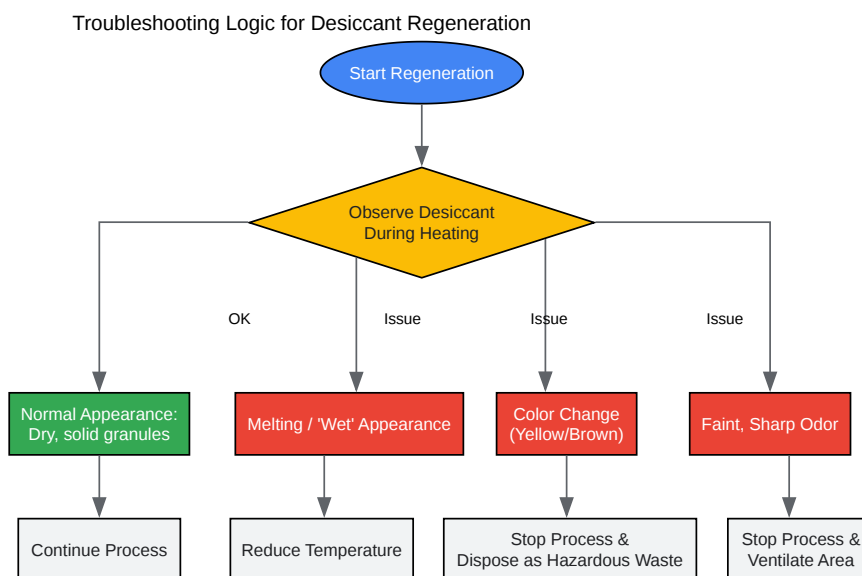 Troubleshooting Logic for Desiccant Regeneration
Start Regeneration
Observe Desiccant
During Heating
OK
Issue
Issue
Issue
Normal Appearance:
Dry, solid granules
Melting / 'Wet' Appearance
Color Change
(Yellow/Brown)
Faint, Sharp Odor
Continue Process
Reduce Temperature
Stop Process &
Dispose as Hazardous Waste
Stop Process &
Ventilate Area